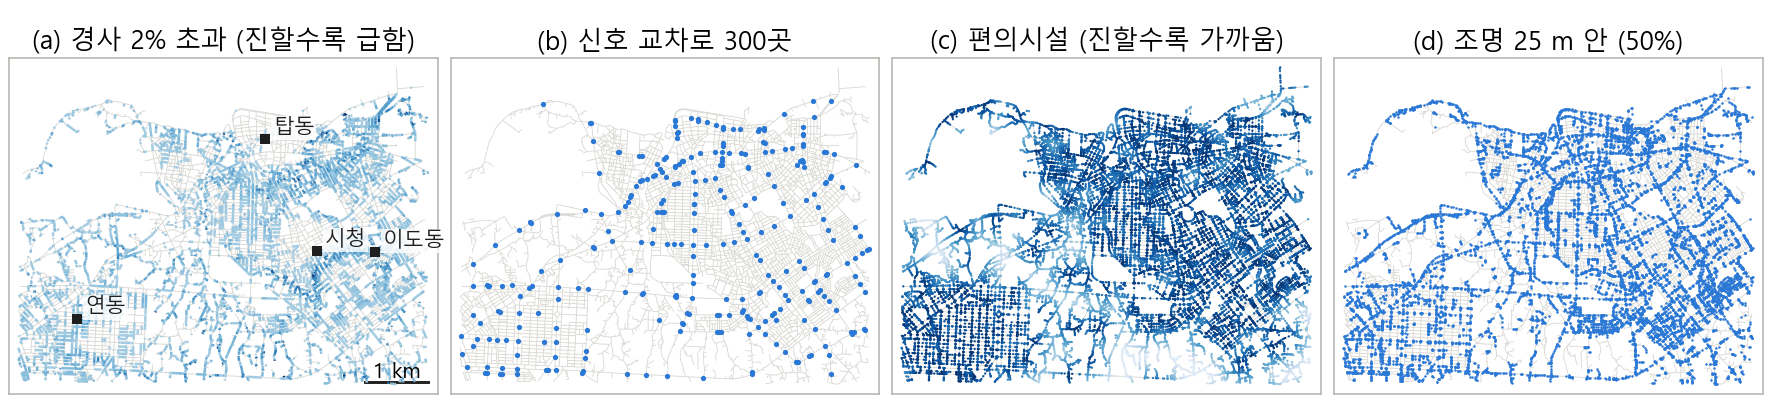 (a) 경사 2% 초과 (진할수록 급함)
탑동
시청
이도동
연동
1 km
(b) 신호 교차로 300곳
(c) 편의시설 (진할수록 가까움)
(d) 조명 25 m 안 (50%)